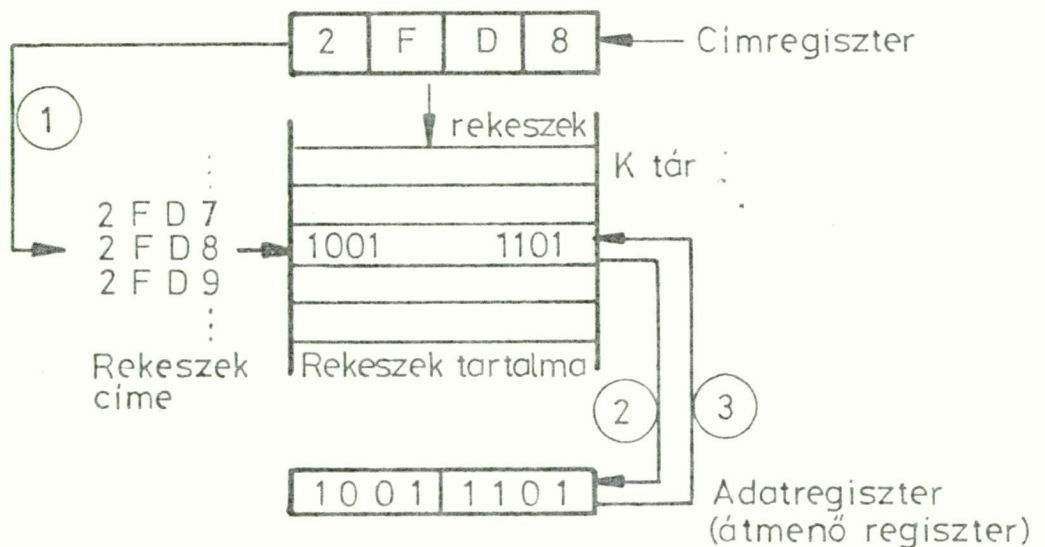 2 F D 8
Címregiszter
1
rekeszek
K tár
2 F D 7
2 F D 8
2 F D 9
1001 1101
Rekeszek
címe
Rekeszek tartalma
2
3
1 0 0 1 1 1 0 1
Adatregiszter
(átmenő regiszter)